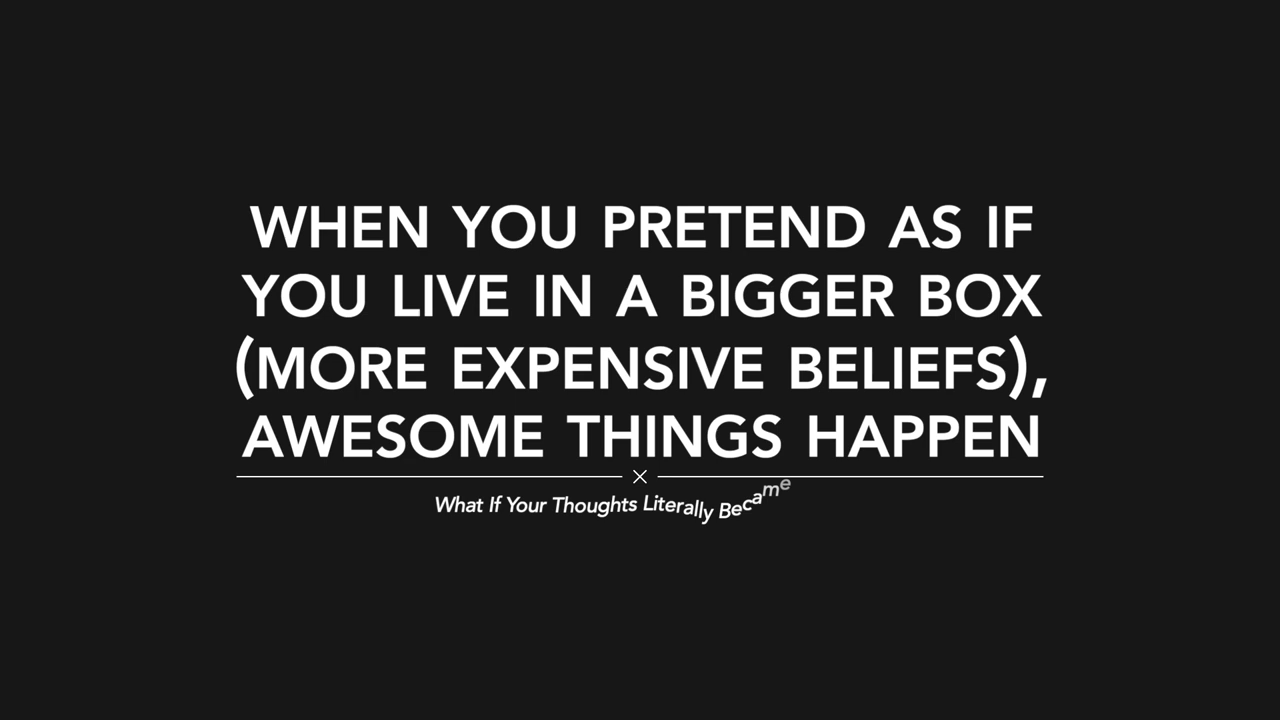 WHEN YOU PRETEND AS IF
YOU LIVE IN A BIGGER BOX
(MORE EXPENSIVE BELIEFS),
AWESOME THINGS HAPPEN
What If Your Thoughts Literally Became